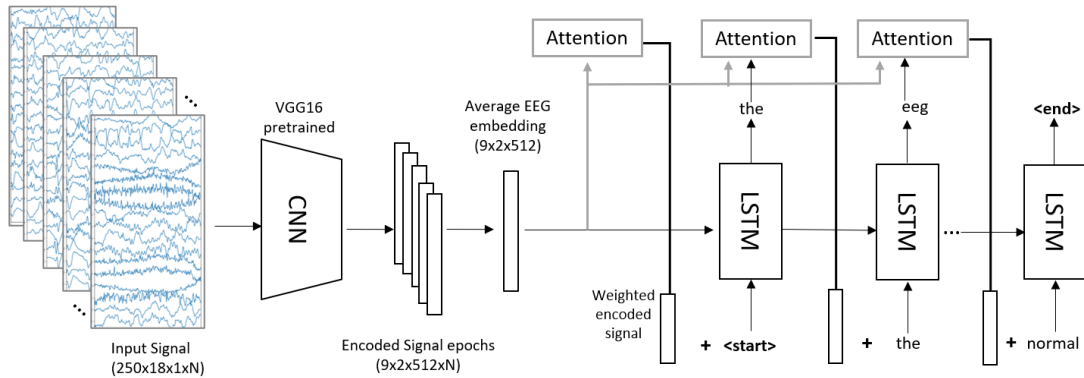 Attention
Attention
Attention
VGG16
pretrained
Average EEG
embedding
(9x2x512)
the
eeg
<end>
CNN
LSTM
LSTM
...
LSTM
Weighted
encoded
signal
Input Signal
(250x18x1xN)
Encoded Signal epochs
(9x2x512xN)
+ <start>
+ the
+ normal